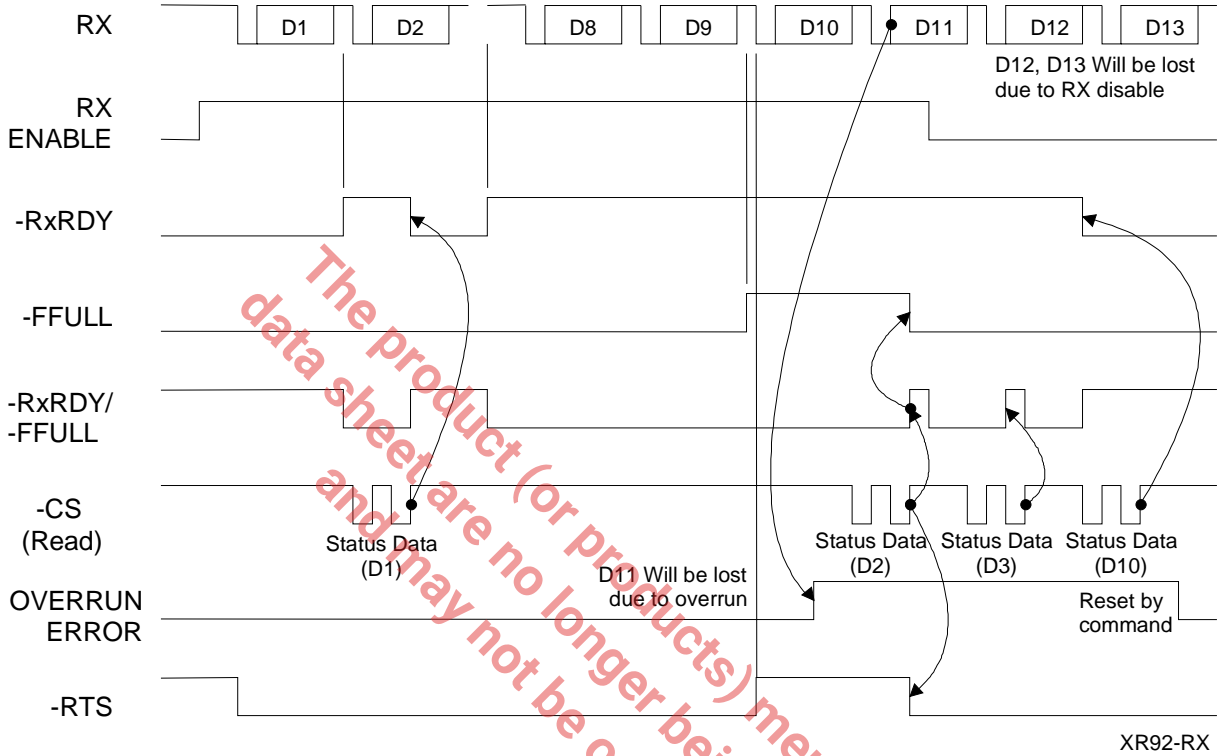 RX
D1
D2
D8
D9
D10
D11
D12
D13
D12, D13 Will be lost
due to RX disable
RX
ENABLE
-RxRDY
-FFULL
-RxRDY/
-FFULL
-CS
(Read)
Status Data
(D1)
Status Data
(D2)
Status Data
(D3)
Status Data
(D10)
D11 Will be lost
due to overrun
OVERRUN
ERROR
Reset by
command
-RTS
XR92-RX
The product (or products)
data sheet are no longer
and may not be